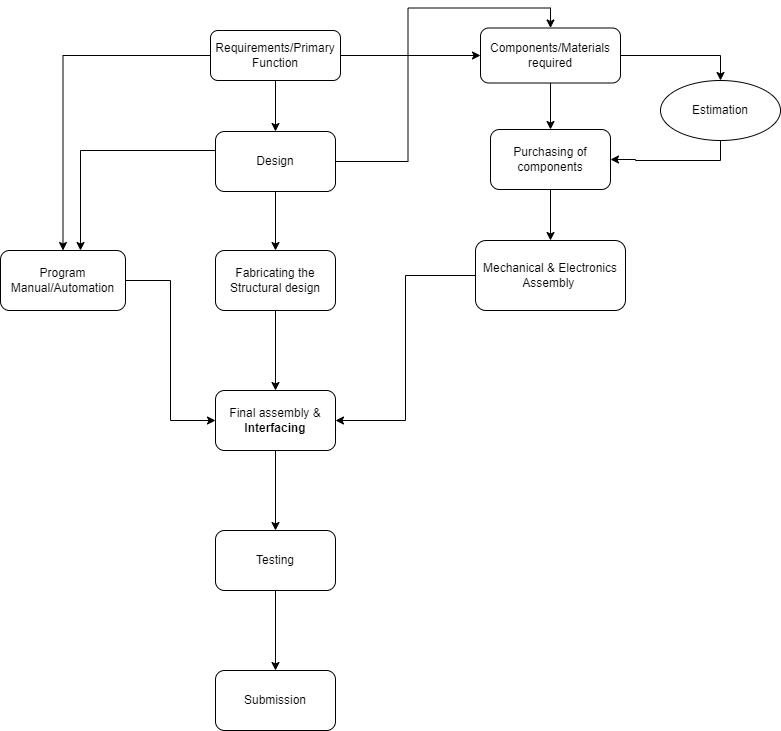 Requirements/Primary
Function
Components/Materials
required
Estimation
Design
Purchasing of
components
Program
Manual/Automation
Fabricating the
Structural design
Mechanical & Electronics
Assembly
Final assembly &
Interfacing
Testing
Submission